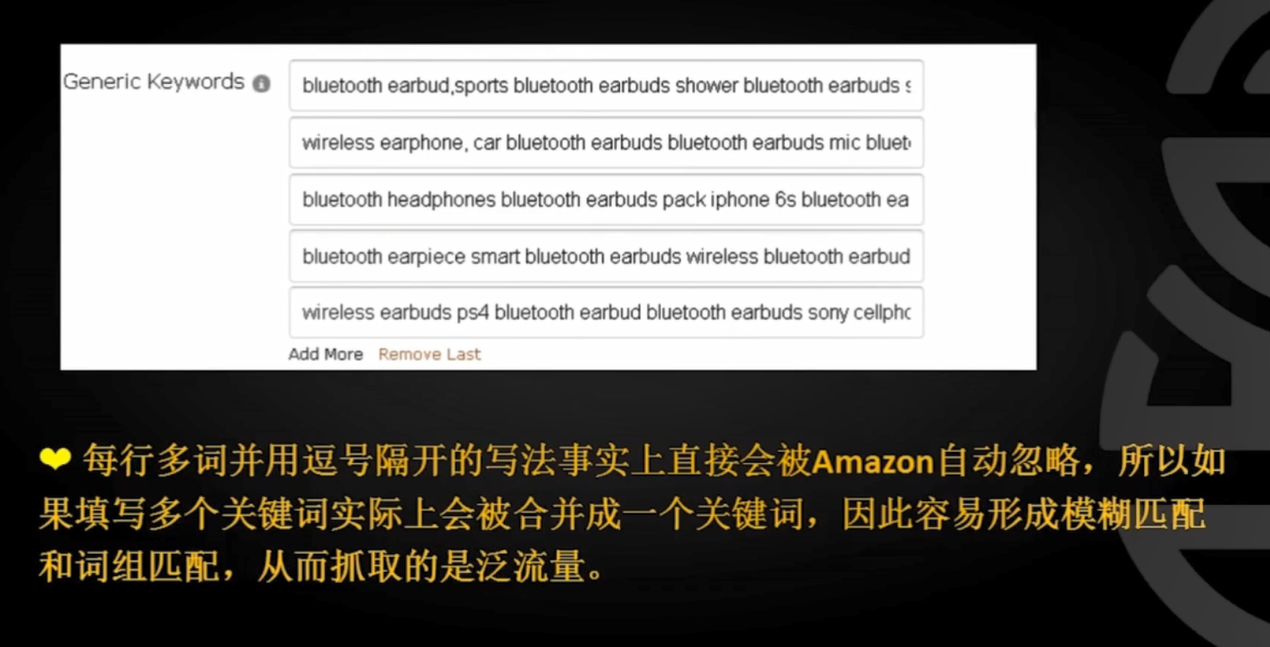 Generic Keywords
bluetooth earbud,sports bluetooth earbuds shower bluetooth earbuds s
wireless earphone, car bluetooth earbuds bluetooth earbuds mic
bluetooth headphones bluetooth earbuds pack iphone 6s bluetooth ea
bluetooth earpiece smart bluetooth earbuds wireless bluetooth earbud
wireless earbuds ps4 bluetooth earbud bluetooth earbuds sony
Add More Remove Last
❤ 每行多词并用逗号隔开的写法事实上直接会被Amazon自动忽略，所以如
果填写多个关键词实际上会被合并成一个关键词，因此容易形成模糊匹配
和词组匹配，从而抓取的是泛流量。